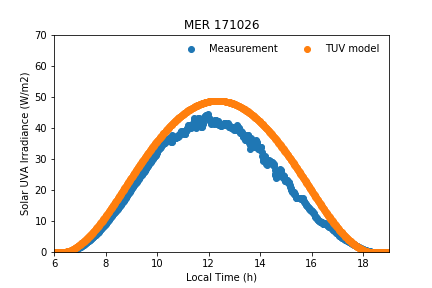 MER 171026
Measurement
TUV model
Solar UVA Irradiance (W/m2)
70
60
50
40
30
20
10
0
6 8 10 12 14 16 18
Local Time (h)